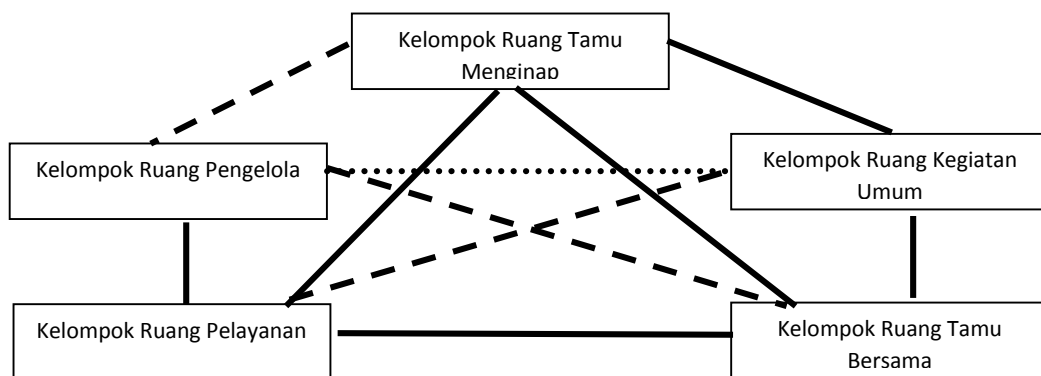 Kelompok Ruang Tamu
Menginap
Kelompok Ruang Pengelola
Kelompok Ruang Kegiatan
Umum
Kelompok Ruang Pelayanan
Kelompok Ruang Tamu
Bersama